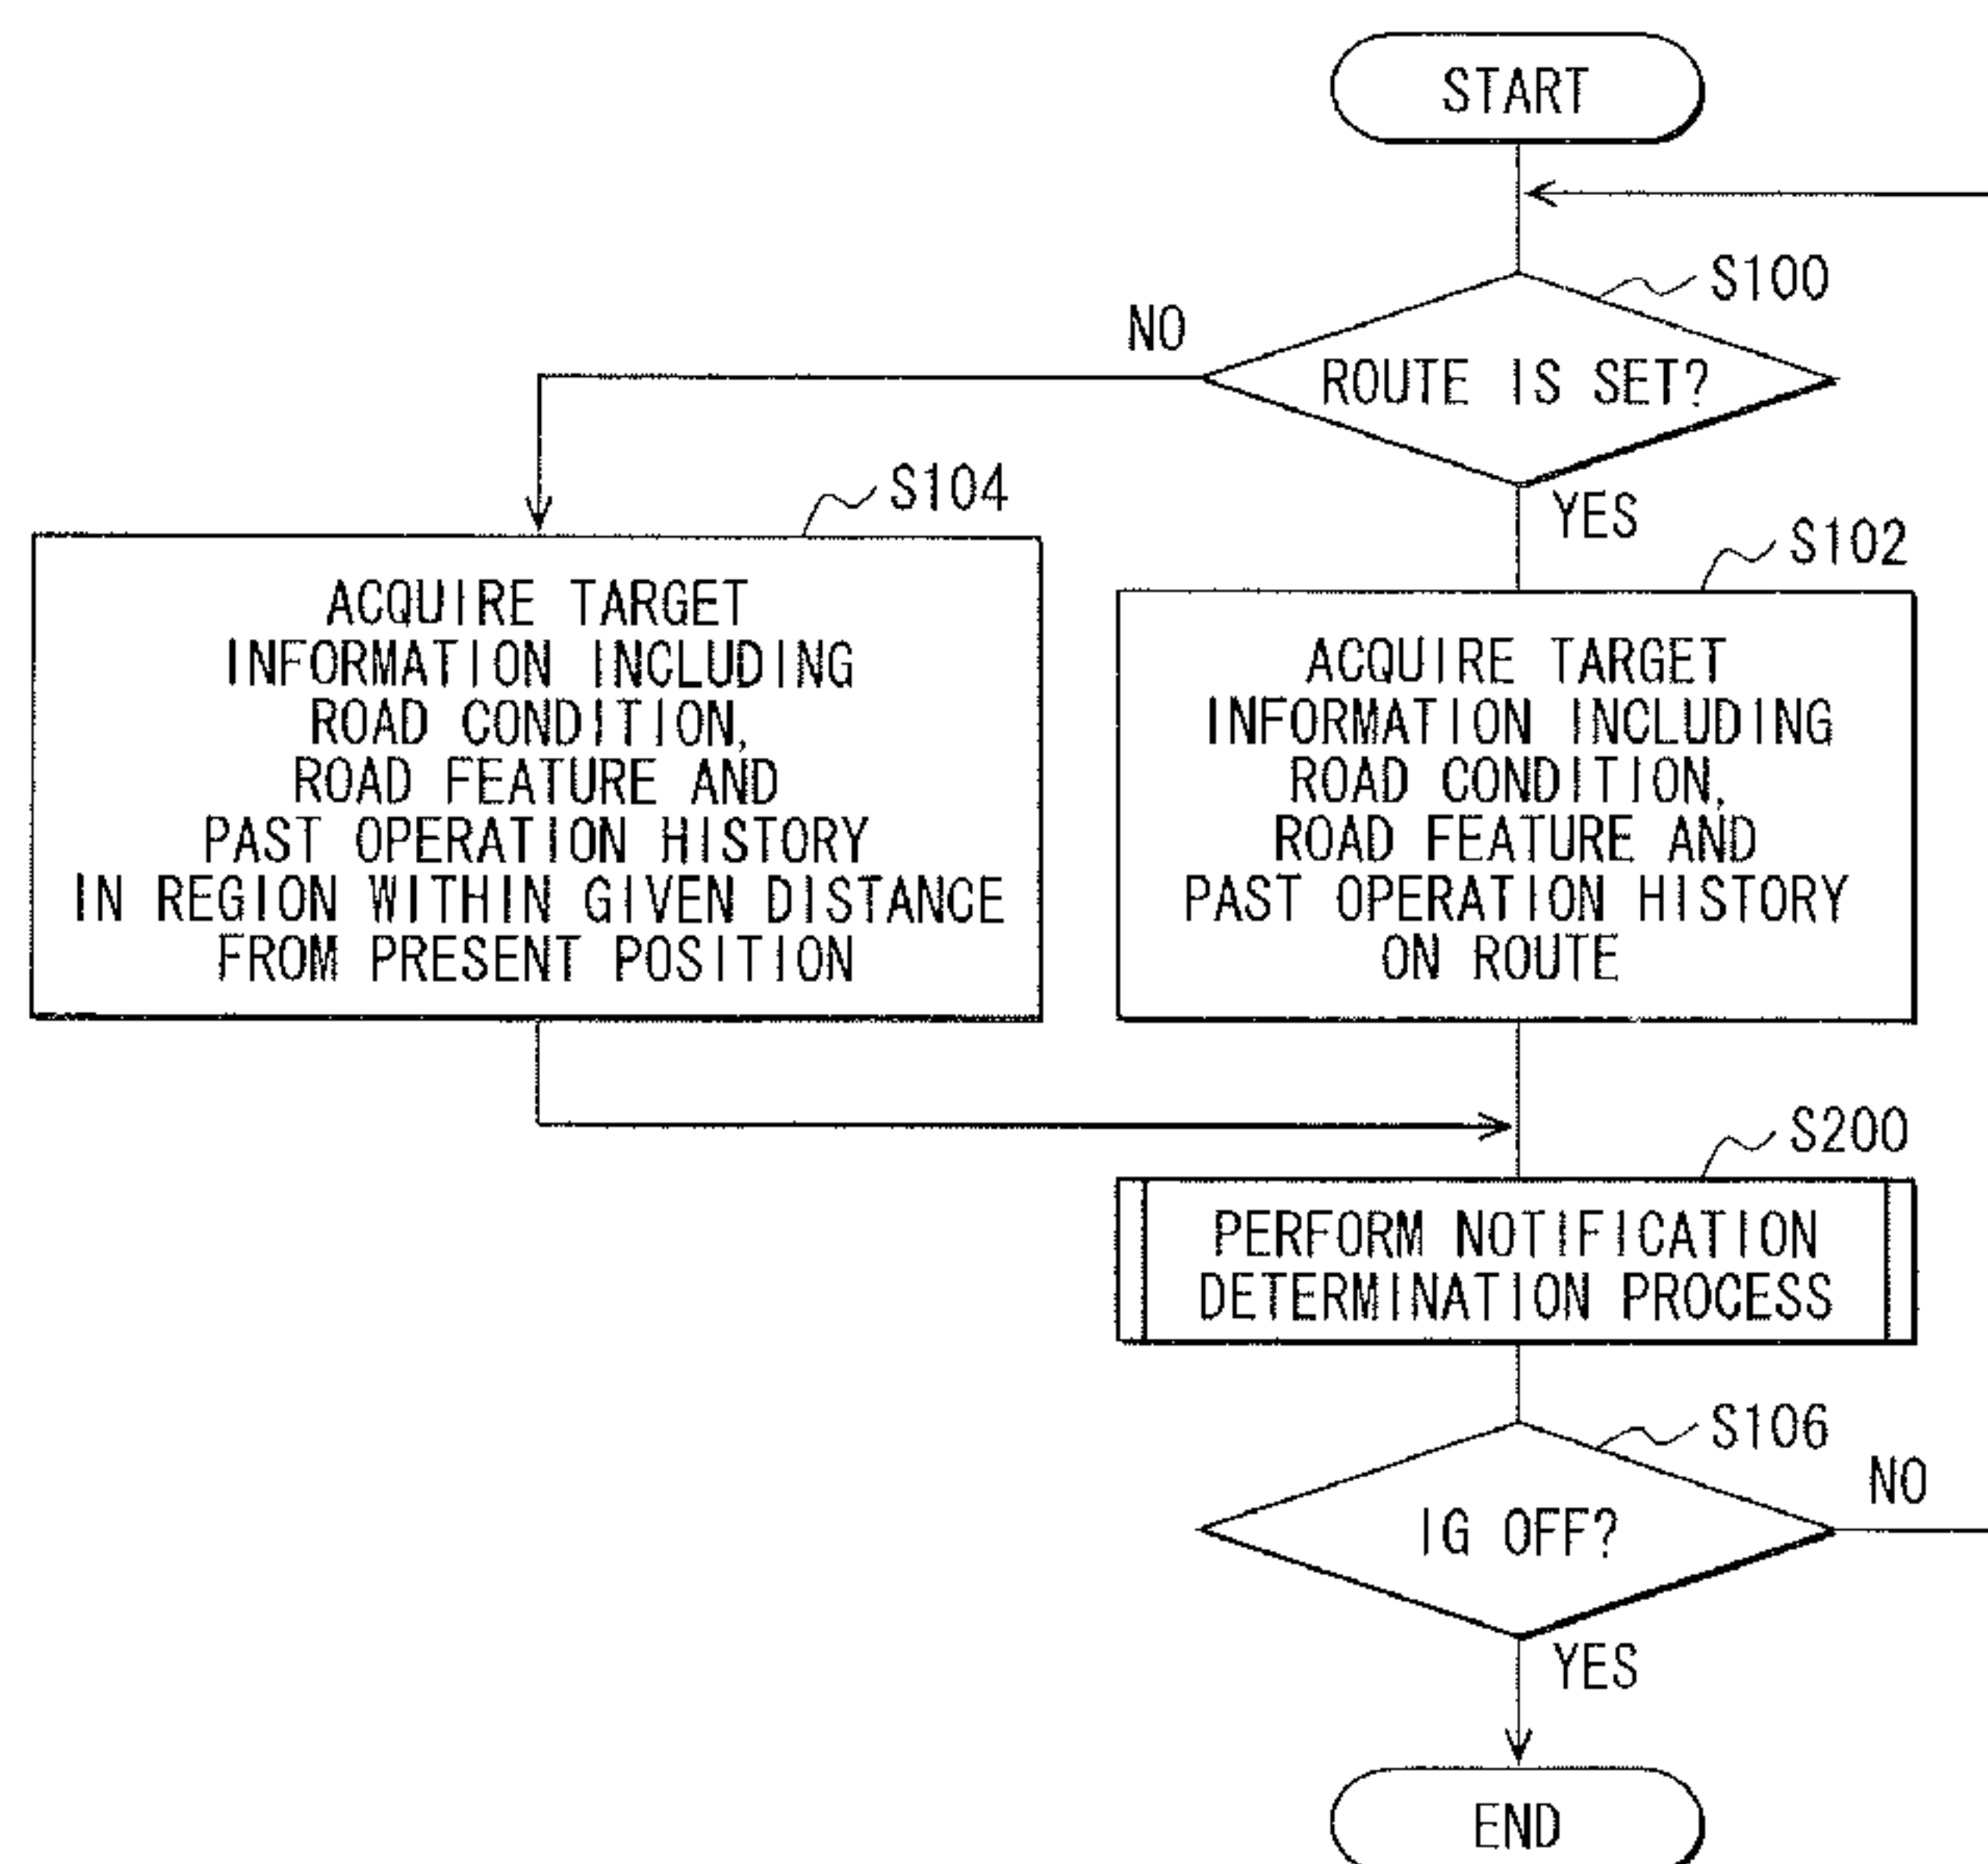 START
S100
NO
ROUTE IS SET?
YES
S104
ACQUIRE TARGET
INFORMATION INCLUDING
ROAD CONDITION,
ROAD FEATURE AND
PAST OPERATION HISTORY
IN REGION WITHIN GIVEN DISTANCE
FROM PRESENT POSITION
S102
ACQUIRE TARGET
INFORMATION INCLUDING
ROAD CONDITION,
ROAD FEATURE AND
PAST OPERATION HISTORY
ON ROUTE
S200
PERFORM NOTIFICATION
DETERMINATION PROCESS
S106
IG OFF?
NO
YES
END